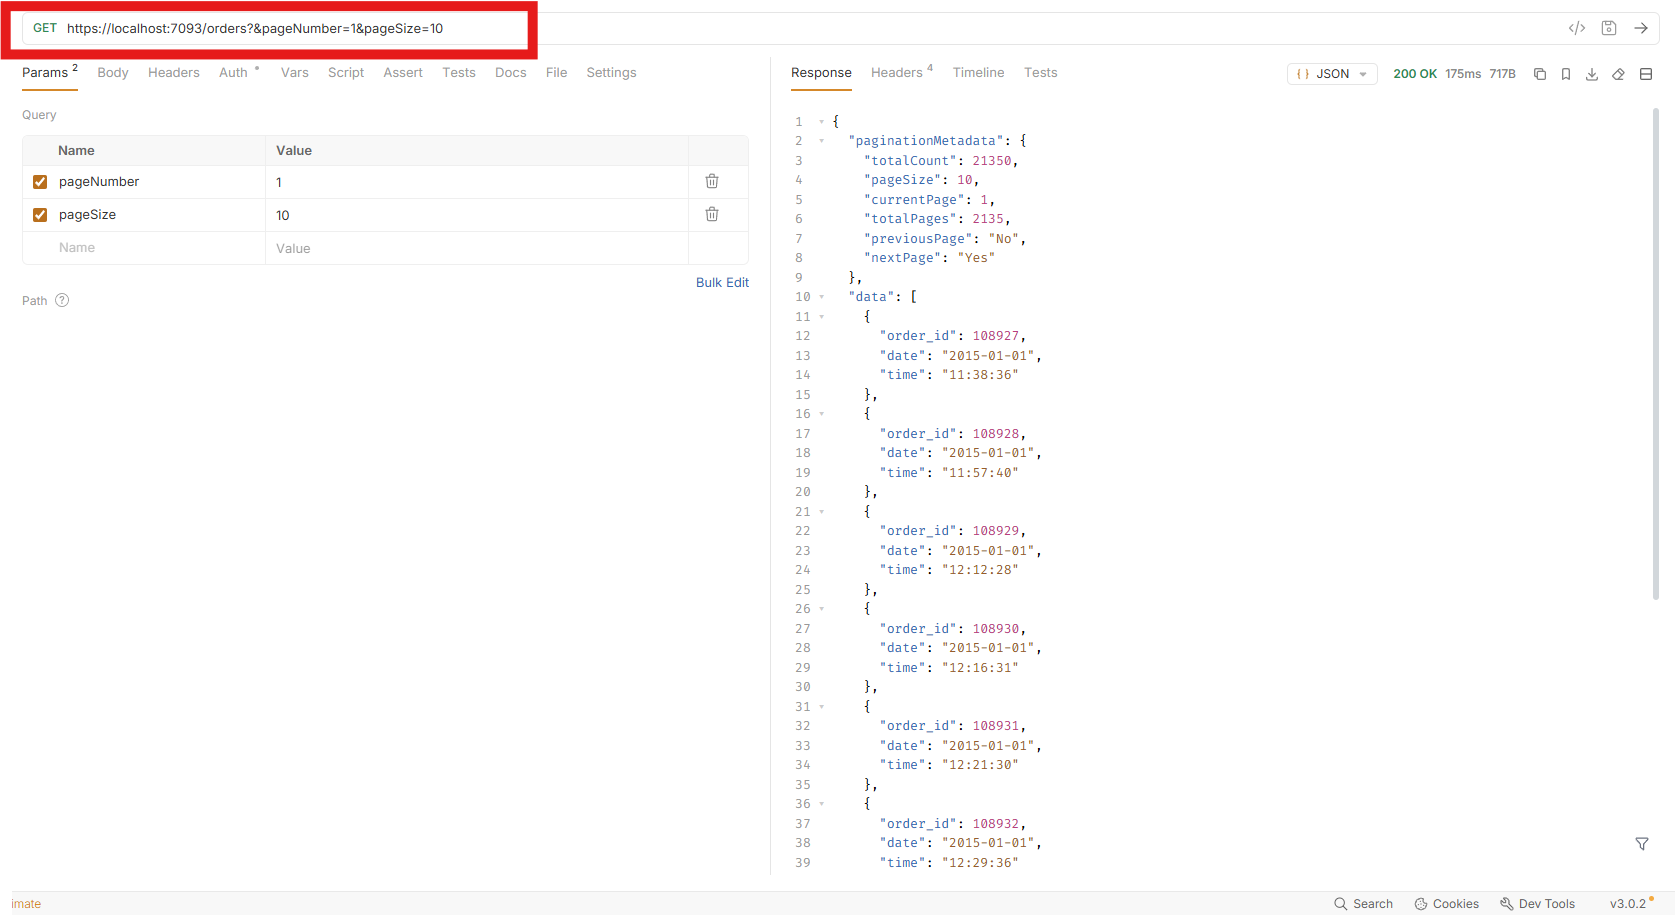 GET https://localhost:7093/orders?&pageNumber=1&pageSize=10
Params 2 Body Headers Auth Vars Script Assert Tests Docs File Settings
Query
Name Value
pageNumber 1
pageSize 10
Name Value
Bulk Edit
Path ?
Response Headers 4 Timeline Tests { } JSON 200 OK 175ms 717B
1 {
2 "paginationMetadata": {
3 "totalCount": 21350,
4 "pageSize": 10,
5 "currentPage": 1,
6 "totalPages": 2135,
7 "previousPage": "No",
8 "nextPage": "Yes"
9 },
10 "data": [
11 {
12 "order_id": 108927,
13 "date": "2015-01-01",
14 "time": "11:38:36"
15 },
16 {
17 "order_id": 108928,
18 "date": "2015-01-01",
19 "time": "11:57:40"
20 },
21 {
22 "order_id": 108929,
23 "date": "2015-01-01",
24 "time": "12:12:28"
25 },
26 {
27 "order_id": 108930,
28 "date": "2015-01-01",
29 "time": "12:16:31"
30 },
31 {
32 "order_id": 108931,
33 "date": "2015-01-01",
34 "time": "12:21:30"
35 },
36 {
37 "order_id": 108932,
38 "date": "2015-01-01",
39 "time": "12:29:36"
imate Search Cookies Dev Tools v3.0.2